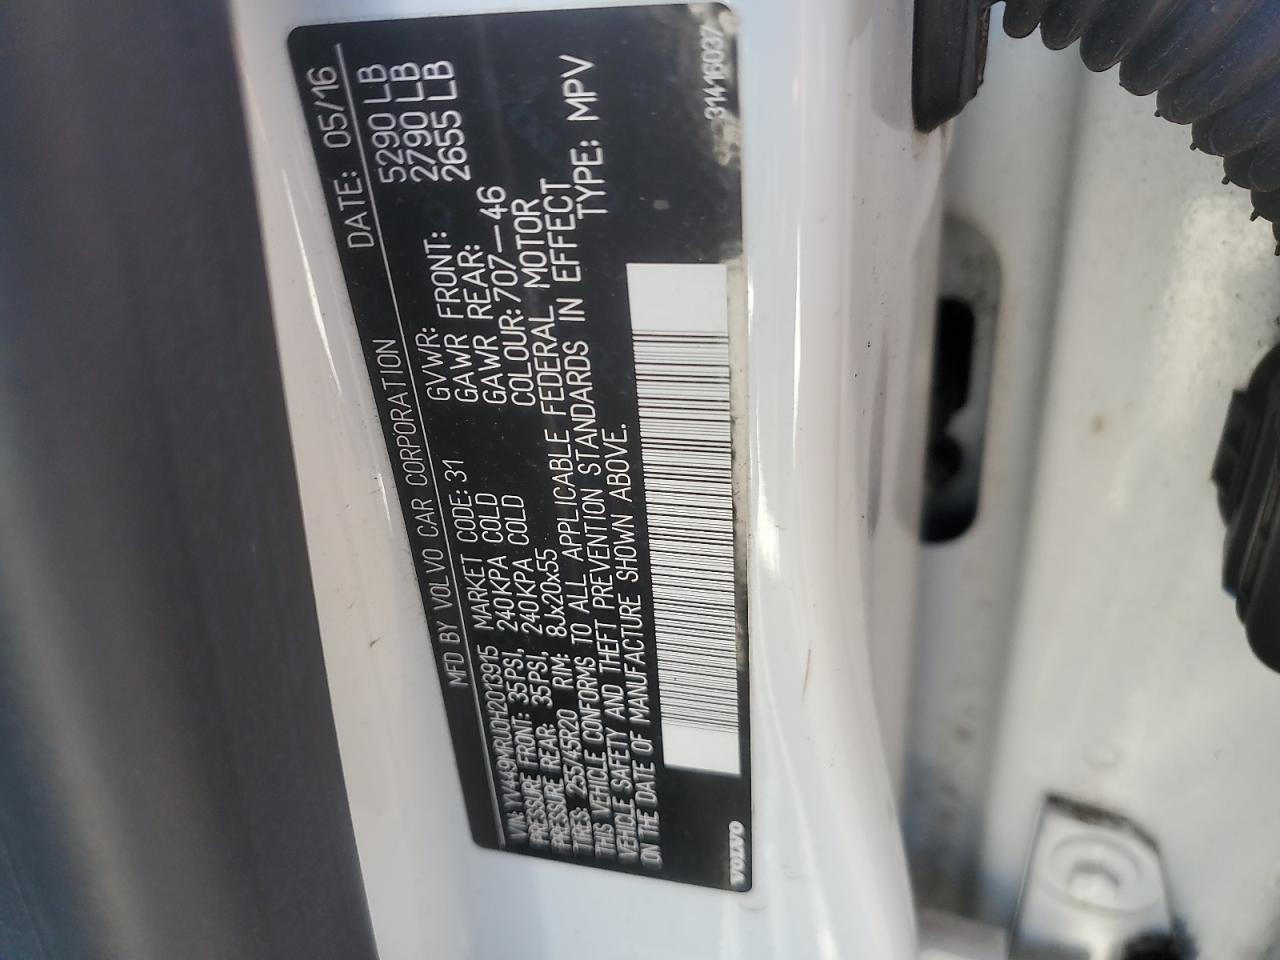 MFD BY VOLVO CAR CORPORATION DATE: 05/16
VIN: YV449MRU0H2013915 MARKET CODE: 31 GVWR: 5290 LB
PRESSURE FRONT: 35PSI, 240KPA COLD GAWR FRONT: 2790 LB
PRESSURE REAR: 35PSI, 240KPA COLD GAWR REAR: 2655 LB
TIRES: 255/45R20 RIM: 8Jx20x55 COLOUR: 707-46
THIS VEHICLE CONFORMS TO ALL APPLICABLE FEDERAL MOTOR
VEHICLE SAFETY AND THEFT PREVENTION STANDARDS IN EFFECT
ON THE DATE OF MANUFACTURE SHOWN ABOVE. TYPE: MPV
VOLVO 31416037